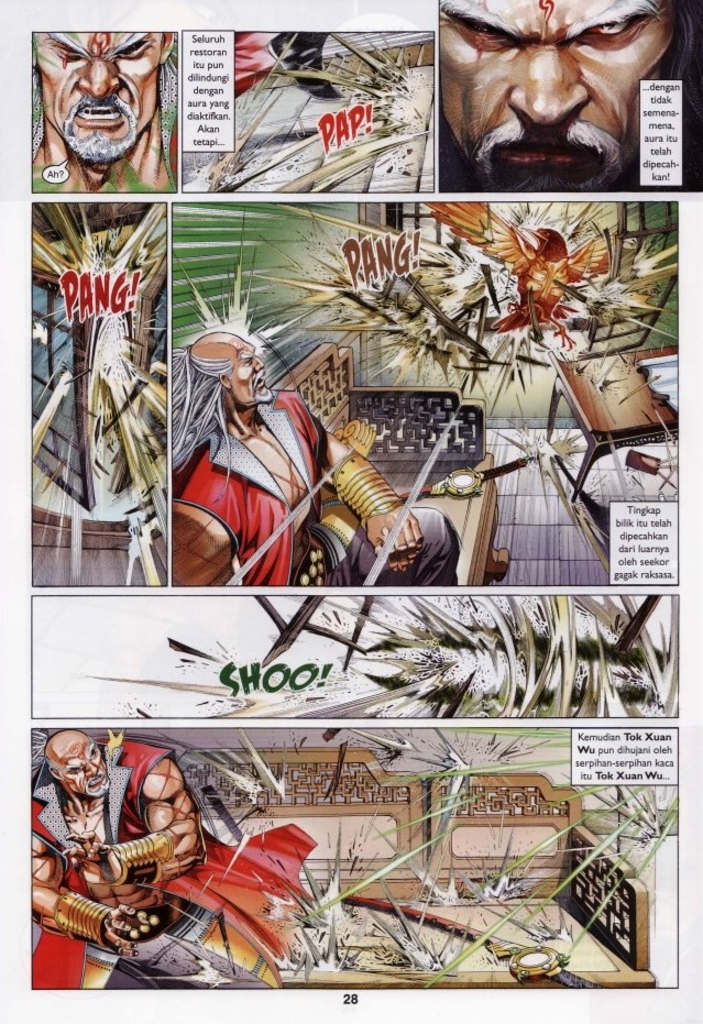 Ah?
Seluruh
restoran
itu pun
dilindungi
dengan
aura yang
diaktifkan.
Akan
tetapi...
PAP!
...dengan
tidak
semena-
mena,
aura itu
telah
dipecah-
kan!
PANG!
PANG!
Tingkap
bilik itu telah
dipecahkan
dari luarnya
oleh seekor
gagak raksasa.
SHOO!
Kemudian Tok Xuan
Wu pun dihujani oleh
serpihan-serpihan kaca
itu Tok Xuan Wu...
28